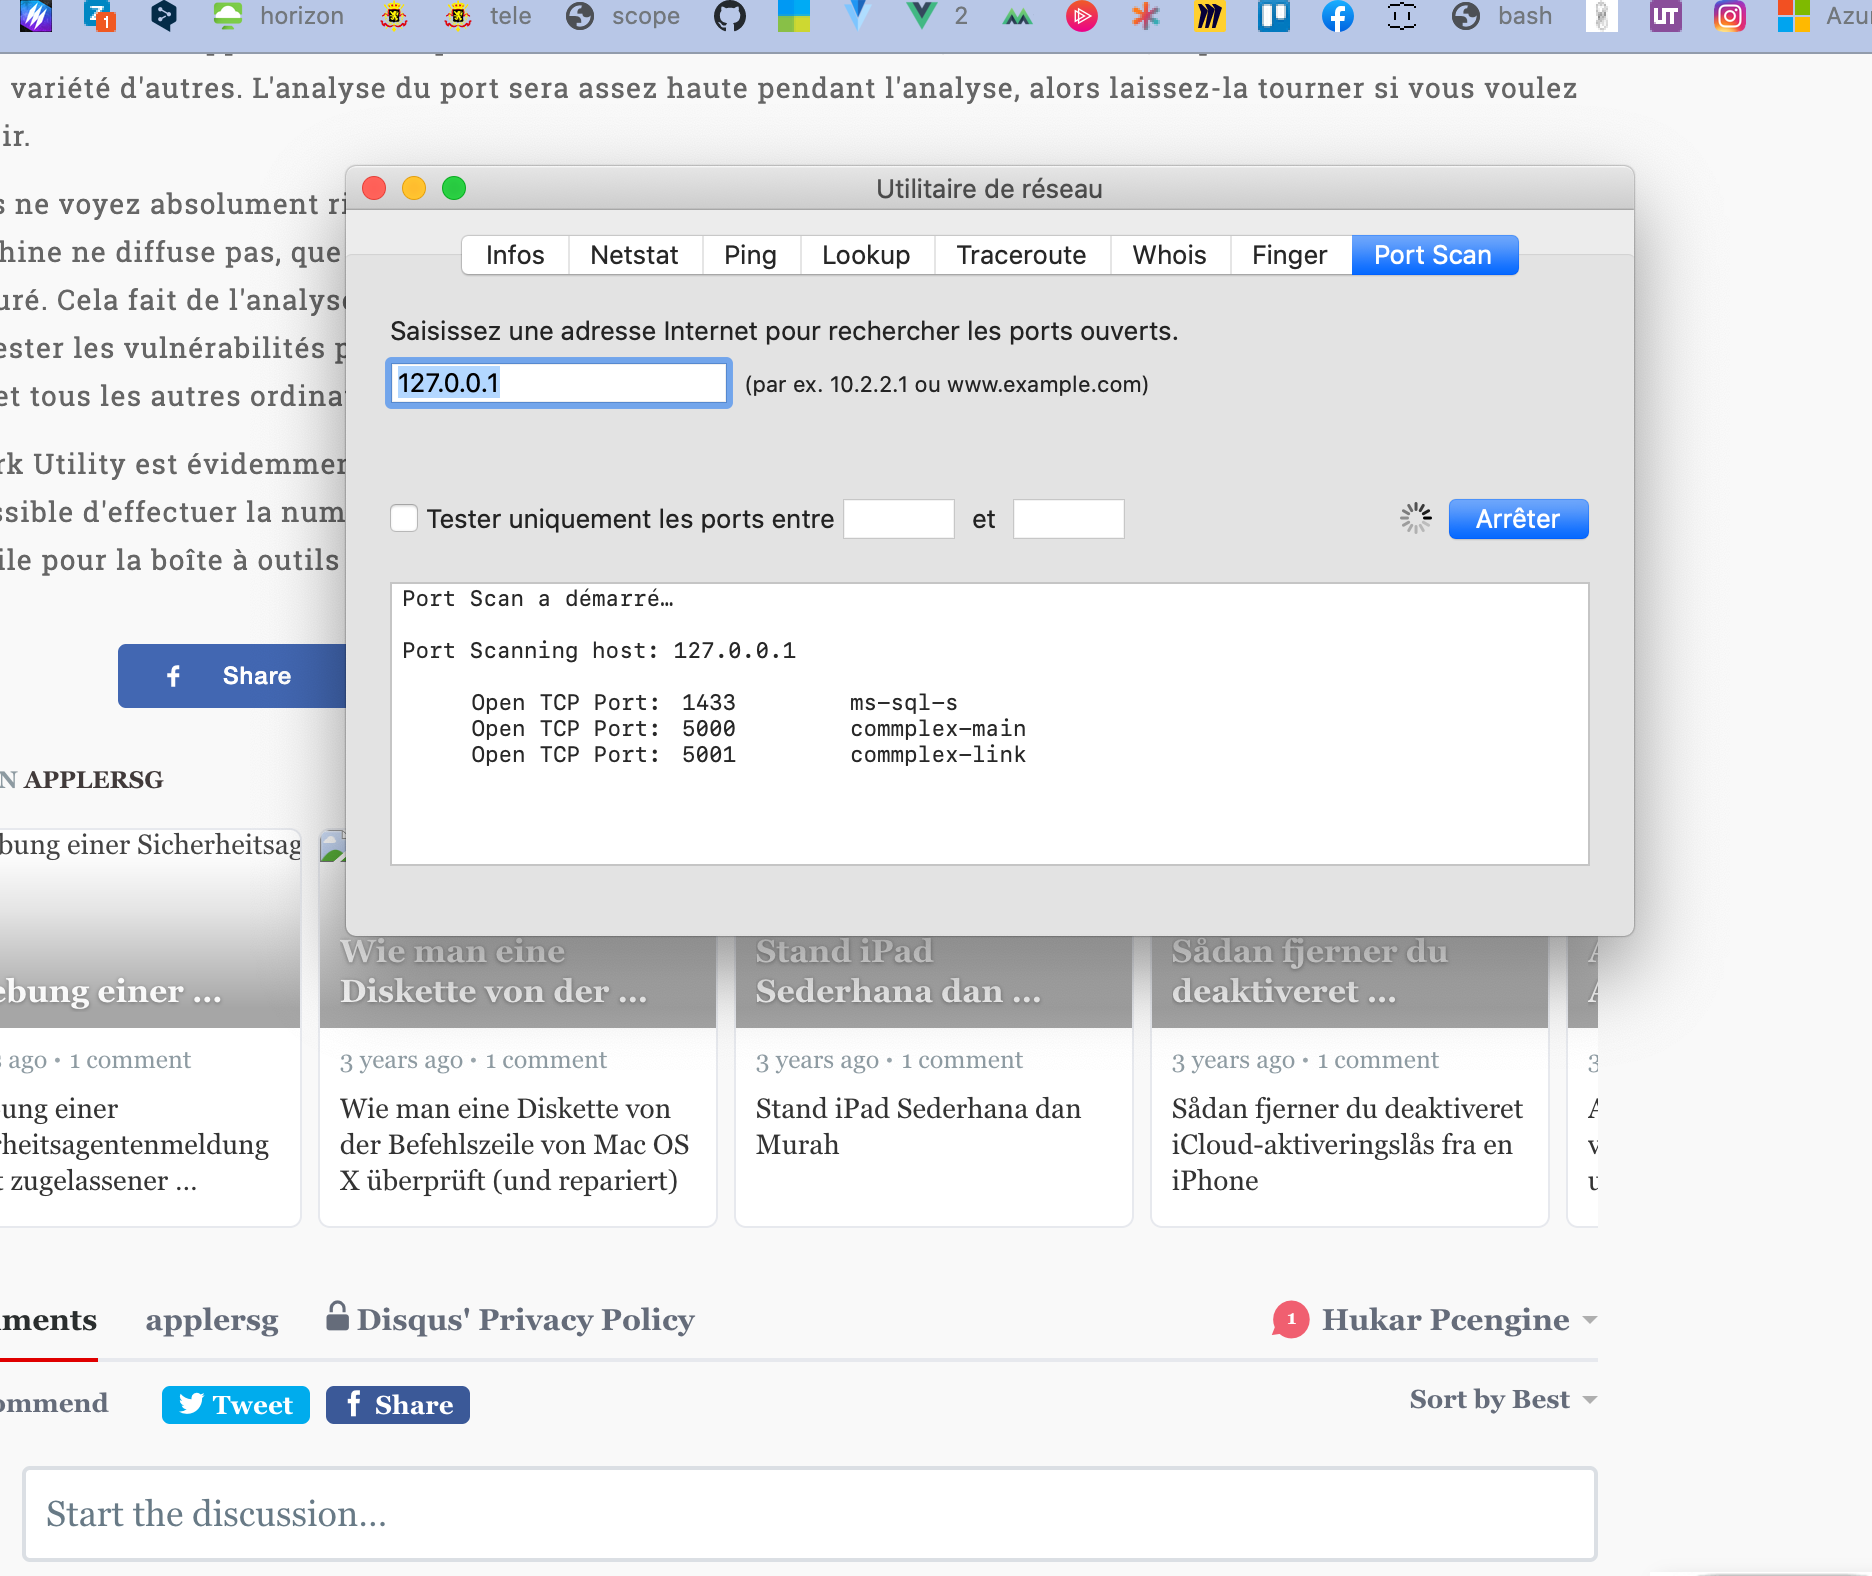 horizon tele scope 2 bash Azu
variété d'autres. L'analyse du port sera assez haute pendant l'analyse, alors laissez-la tourner si vous voulez
ir.
s ne voyez absolument ri
hine ne diffuse pas, que
uré. Cela fait de l'analyse
ester les vulnérabilités p
et tous les autres ordina
rk Utility est évidemmen
ssible d'effectuer la num
ile pour la boîte à outils
Share
Utilitaire de réseau
Infos Netstat Ping Lookup Traceroute Whois Finger Port Scan
Saisissez une adresse Internet pour rechercher les ports ouverts.
127.0.0.1 (par ex. 10.2.2.1 ou www.example.com)
Tester uniquement les ports entre et Arrêter
Port Scan a démarré…
Port Scanning host: 127.0.0.1
Open TCP Port: 1433 ms-sql-s
Open TCP Port: 5000 commplex-main
Open TCP Port: 5001 commplex-link
N APPLERSG
bung einer Sicherheitsag
ebung einer ...
s ago • 1 comment
ung einer
rheitsagentenmeldung
t zugelassener ...
Wie man eine
Diskette von der ...
3 years ago • 1 comment
Wie man eine Diskette von
der Befehlszeile von Mac OS
X überprüft (und repariert)
Stand iPad
Sederhana dan ...
3 years ago • 1 comment
Stand iPad Sederhana dan
Murah
Sådan fjerner du
deaktiveret ...
3 years ago • 1 comment
Sådan fjerner du deaktiveret
iCloud-aktiveringslås fra en
iPhone
A
A
3
A
v
u
ments applersg Disqus' Privacy Policy 1 Hukar Pcengine
ommend Tweet Share Sort by Best
Start the discussion...